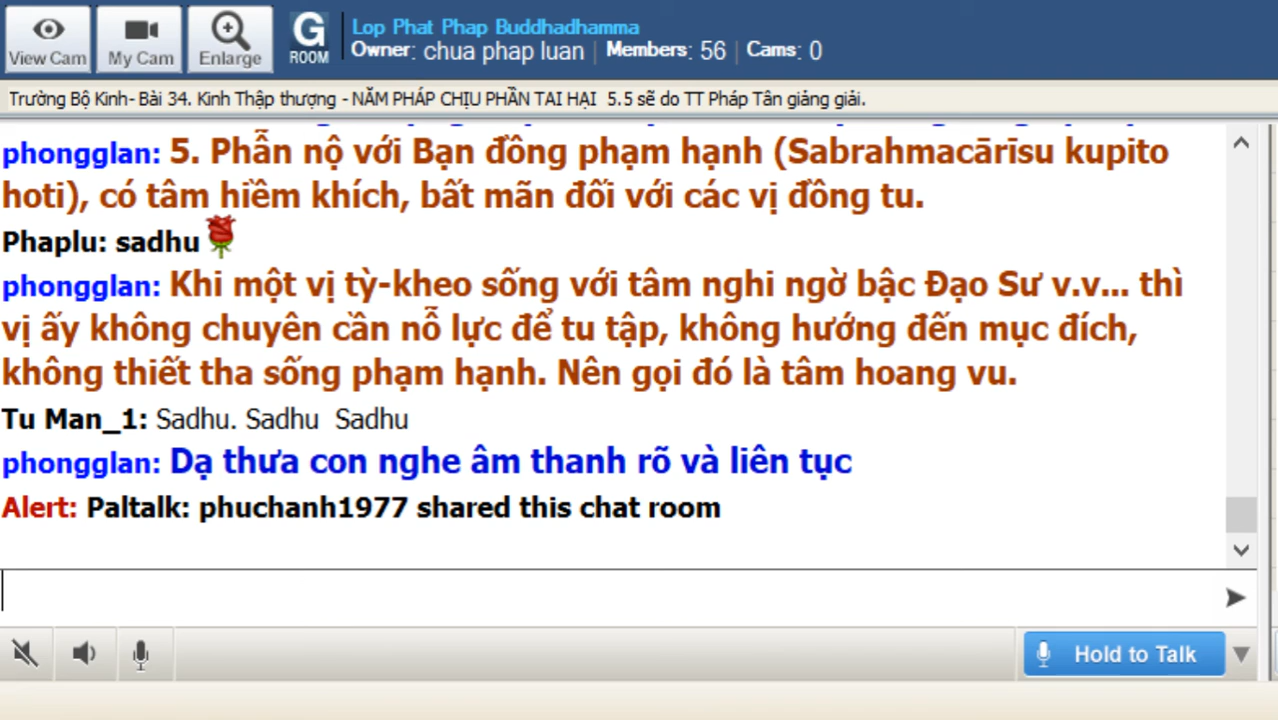 Lop Phat Phap Buddhadhamma
View Cam My Cam Enlarge G ROOM Owner: chua phap luan | Members: 56 | Cams: 0
Trường Bộ Kinh- Bài 34. Kinh Thập thượng - NĂM PHÁP CHỊU PHẦN TAI HẠI 5.5 sẽ do TT Pháp Tân giảng giải.
phongglan: 5. Phẫn nộ với Bạn đồng phạm hạnh (Sabrahmacārīsu kupito
hoti), có tâm hiềm khích, bất mãn đối với các vị đồng tu.
Phaplu: sadhu
phongglan: Khi một vị tỳ-kheo sống với tâm nghi ngờ bậc Đạo Sư v.v... thì
vị ấy không chuyên cần nỗ lực để tu tập, không hướng đến mục đích,
không thiết tha sống phạm hạnh. Nên gọi đó là tâm hoang vu.
Tu Man_1: Sadhu. Sadhu Sadhu
phongglan: Dạ thưa con nghe âm thanh rõ và liên tục
Alert: Paltalk: phuchanh1977 shared this chat room
Hold to Talk